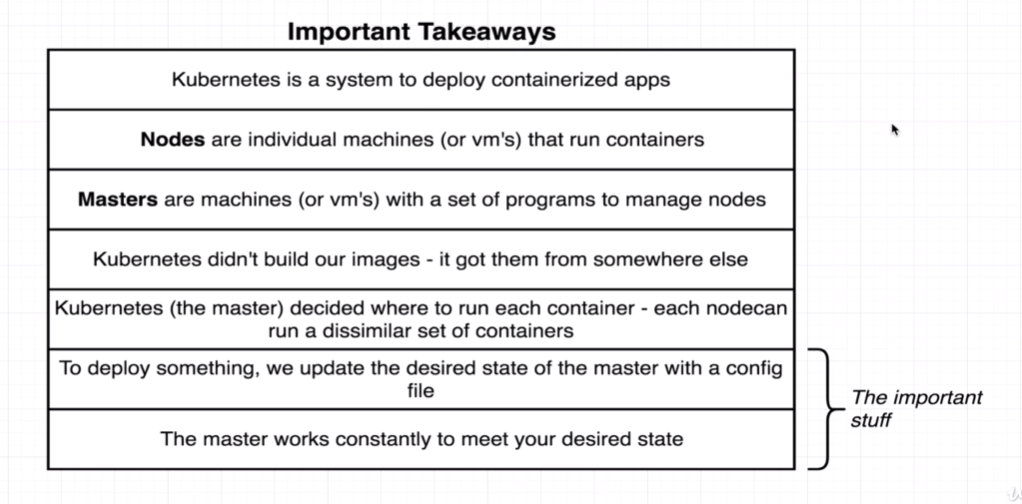 Important Takeaways
Kubernetes is a system to deploy containerized apps
Nodes are individual machines (or vm's) that run containers
Masters are machines (or vm's) with a set of programs to manage nodes
Kubernetes didn't build our images - it got them from somewhere else
Kubernetes (the master) decided where to run each container - each nodecan
run a dissimilar set of containers
To deploy something, we update the desired state of the master with a config
file
The master works constantly to meet your desired state
The important
stuff